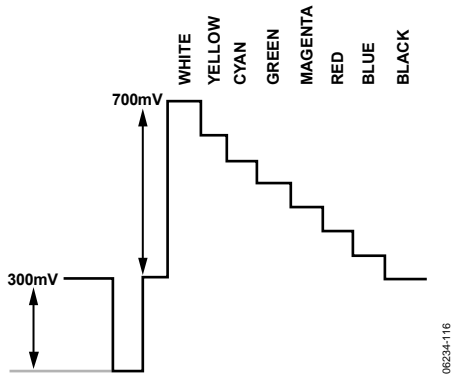 WHITE
YELLOW
CYAN
GREEN
MAGENTA
RED
BLUE
BLACK
700mV
300mV
06234-116